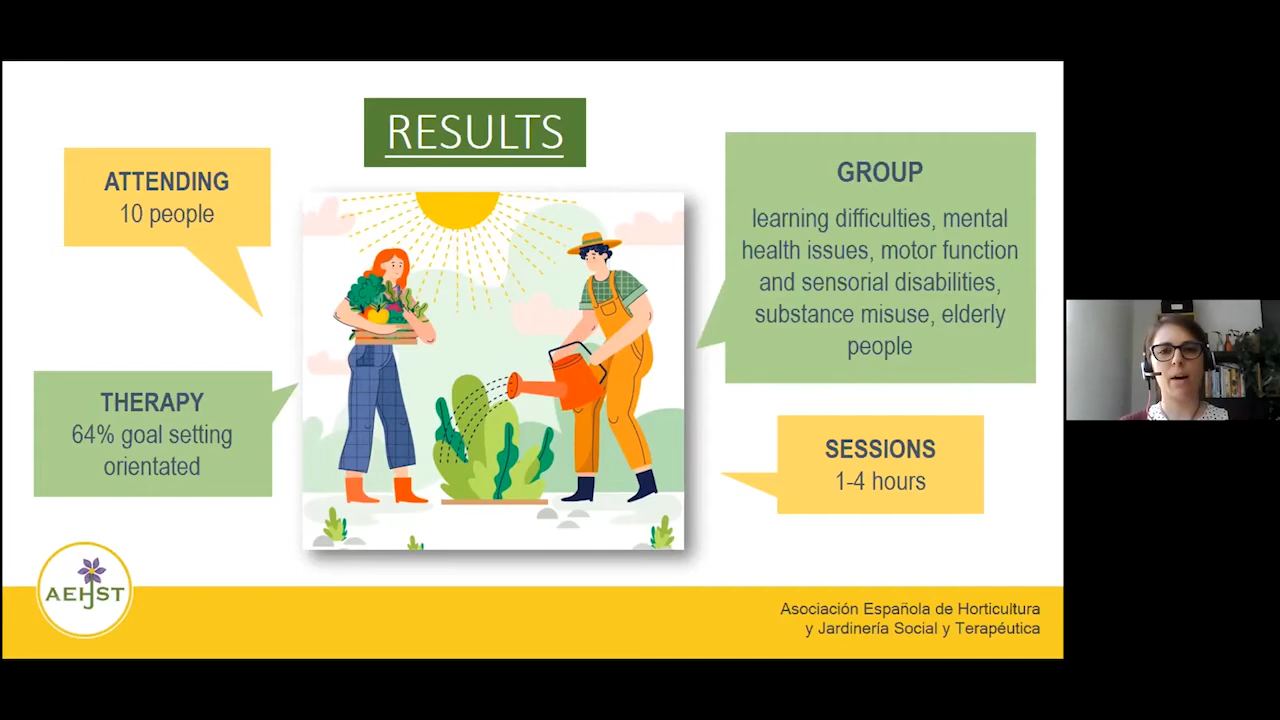 RESULTS
ATTENDING
10 people
THERAPY
64% goal setting
orientated
GROUP
learning difficulties, mental
health issues, motor function
and sensorial disabilities,
substance misuse, elderly
people
SESSIONS
1-4 hours
AEHJST
Asociación Española de Horticultura
y Jardinería Social y Terapéutica